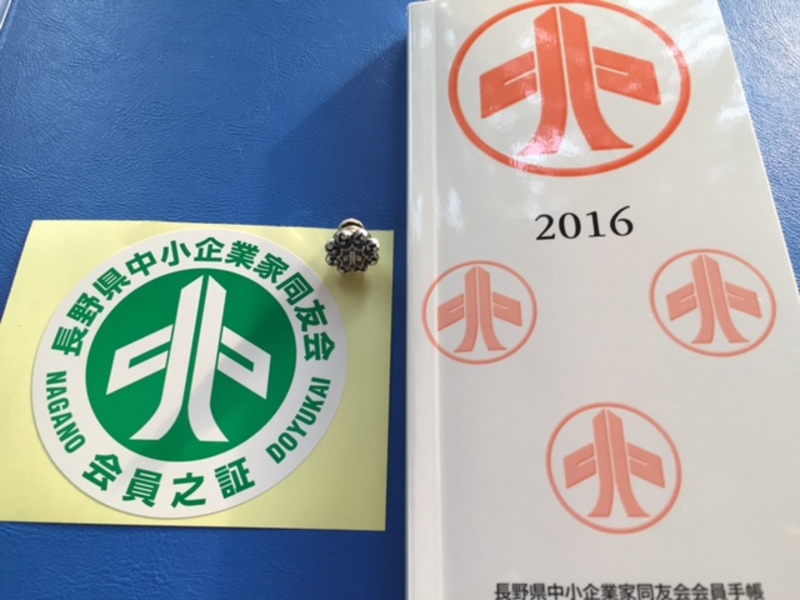 長野県中小企業家同友会
NAGANO
DOYUKAI
会員之証
2016
長野県中小企業家同友会会員手帳